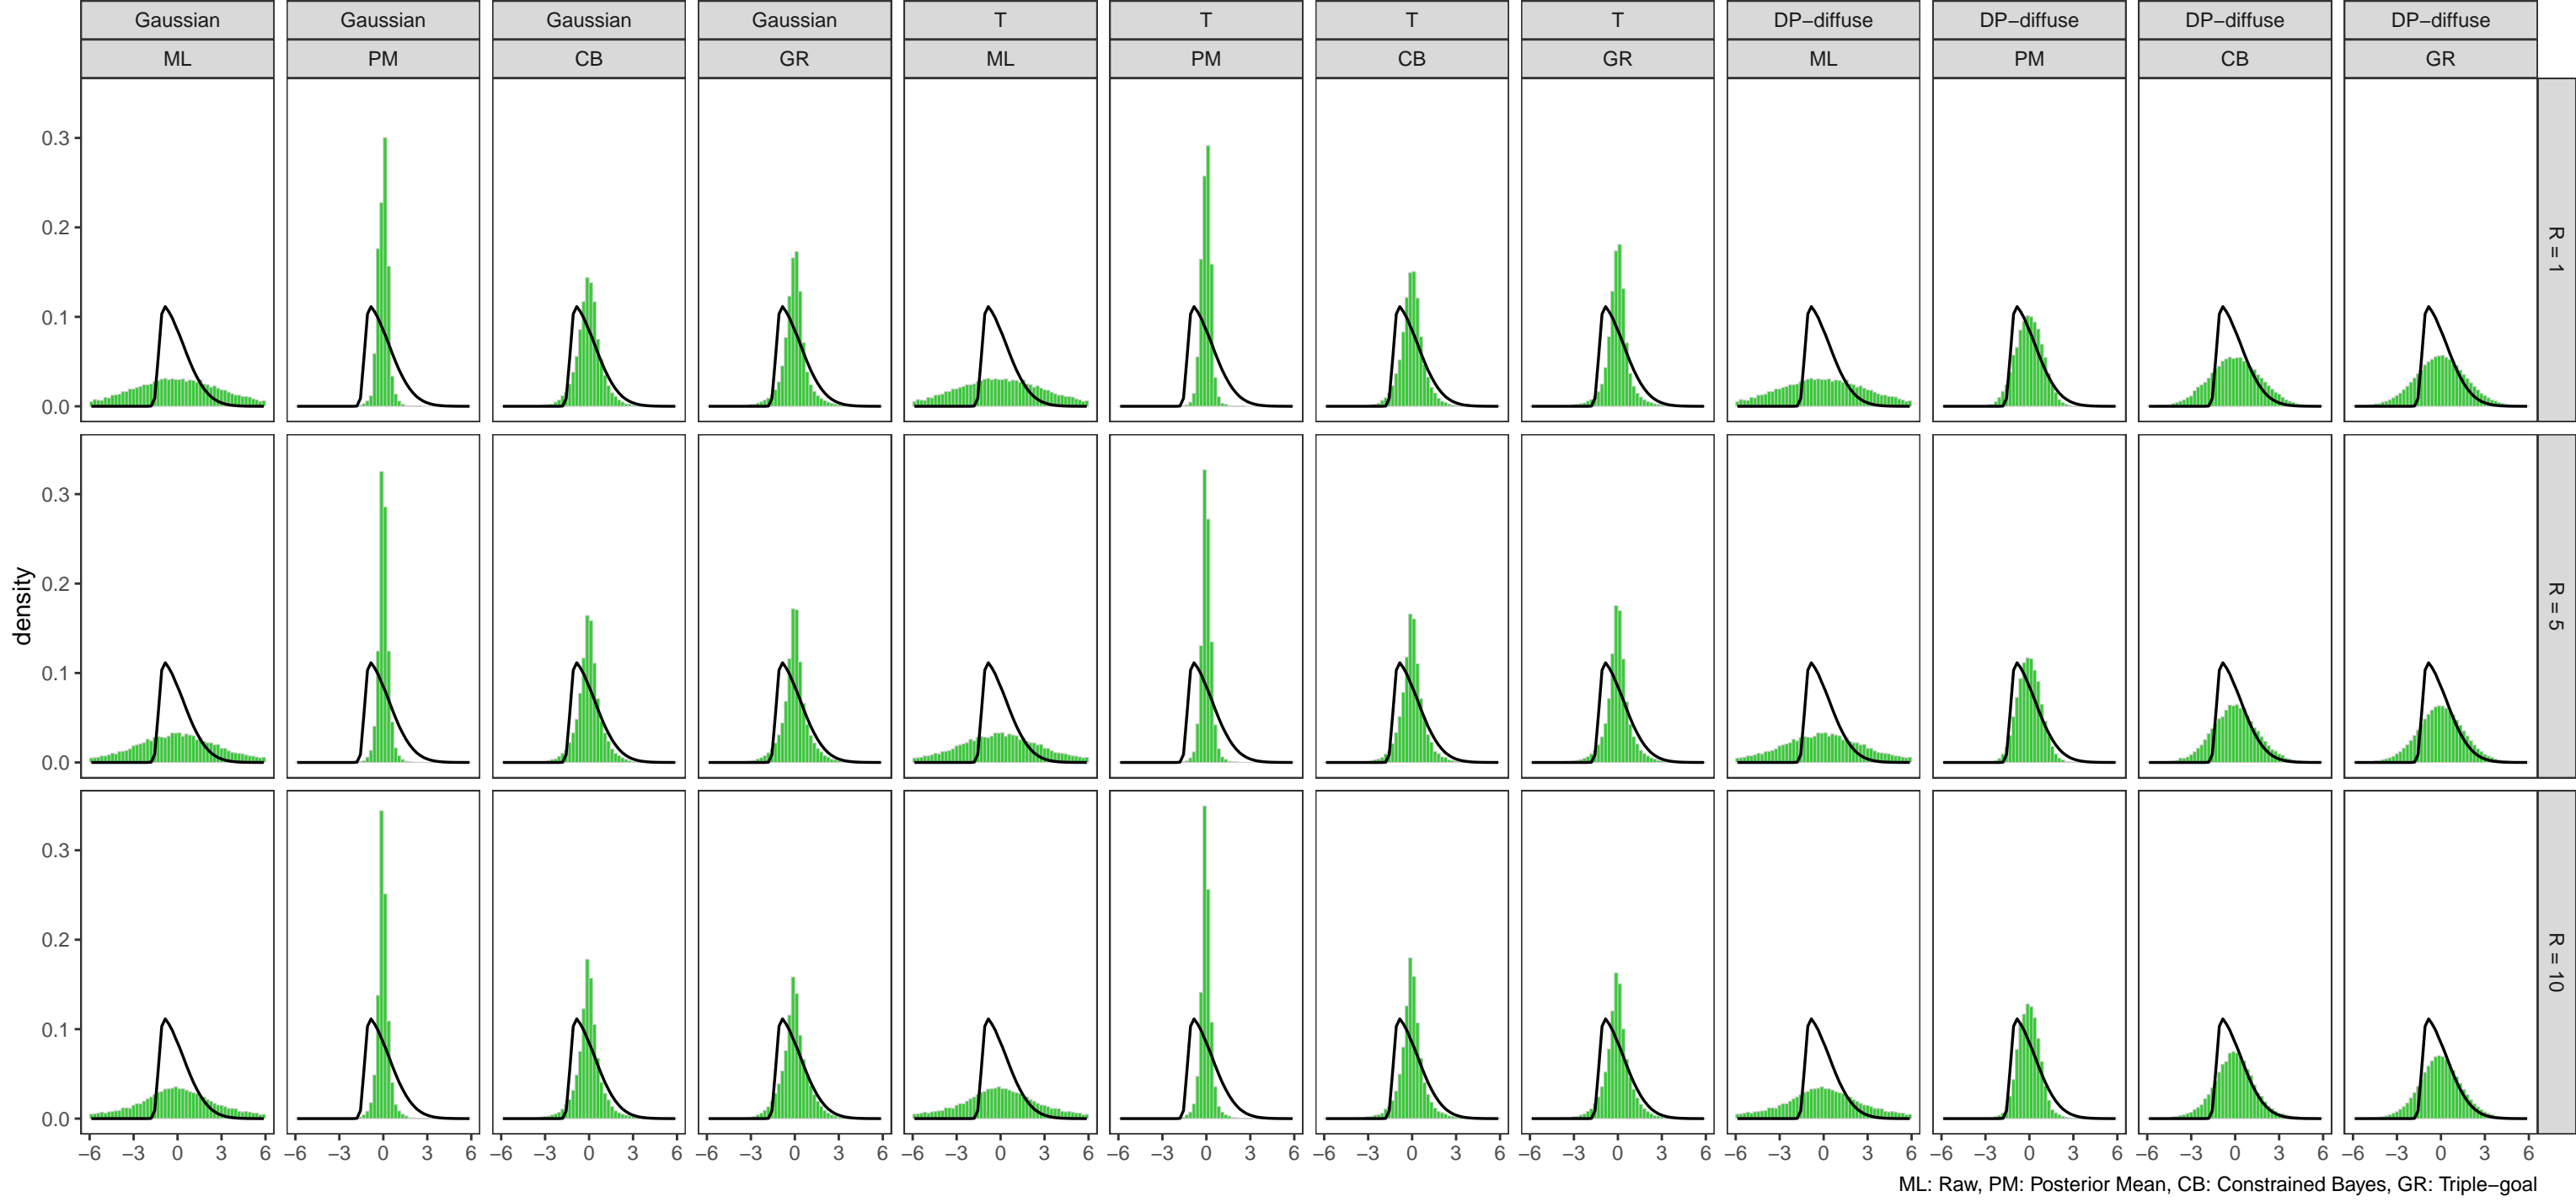 Gaussian Gaussian Gaussian Gaussian T T T T DP−diffuse DP−diffuse DP−diffuse DP−diffuse
ML PM CB GR ML PM CB GR ML PM CB GR
0.3
0.2
0.1
0.0
R = 1
0.3
0.2
0.1
0.0
R = 5
density
0.3
0.2
0.1
0.0
R = 10
−6 −3 0 3 6 −6 −3 0 3 6 −6 −3 0 3 6 −6 −3 0 3 6 −6 −3 0 3 6 −6 −3 0 3 6 −6 −3 0 3 6 −6 −3 0 3 6 −6 −3 0 3 6 −6 −3 0 3 6 −6 −3 0 3 6 −6 −3 0 3 6
ML: Raw, PM: Posterior Mean, CB: Constrained Bayes, GR: Triple−goal